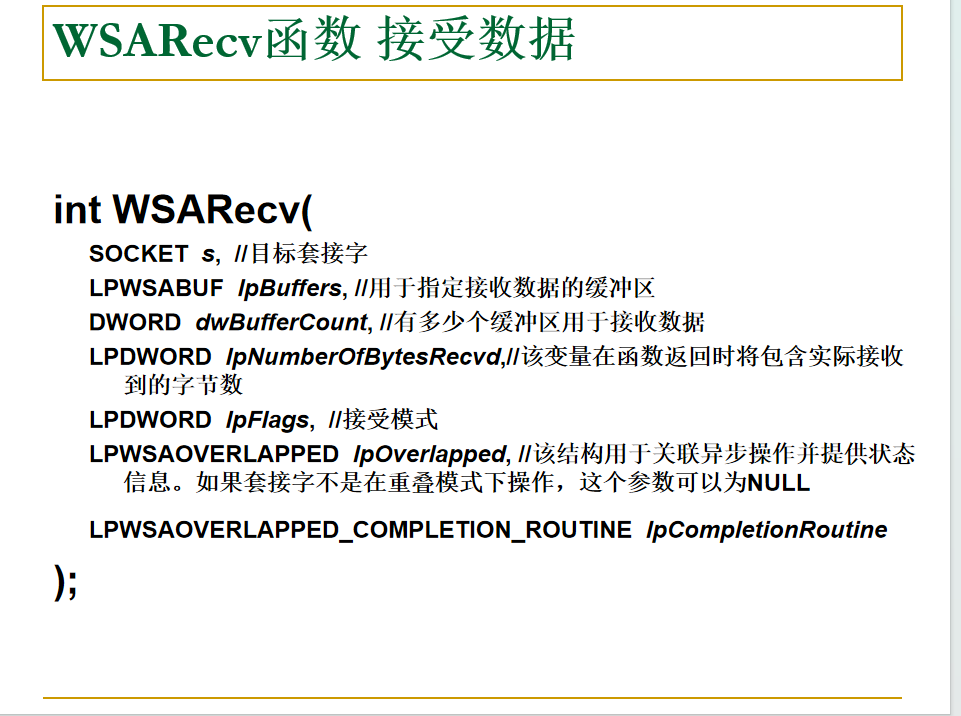 WSARecv函数 接受数据
int WSARecv(
SOCKET s, //目标套接字
LPWSABUF lpBuffers, //用于指定接收数据的缓冲区
DWORD dwBufferCount, //有多少个缓冲区用于接收数据
LPDWORD lpNumberOfBytesRecvd,//该变量在函数返回时将包含实际接收
到的字节数
LPDWORD lpFlags, //接受模式
LPWSAOVERLAPPED lpOverlapped, //该结构用于关联异步操作并提供状态
信息。如果套接字不是在重叠模式下操作，这个参数可以为NULL
LPWSAOVERLAPPED_COMPLETION_ROUTINE lpCompletionRoutine
);